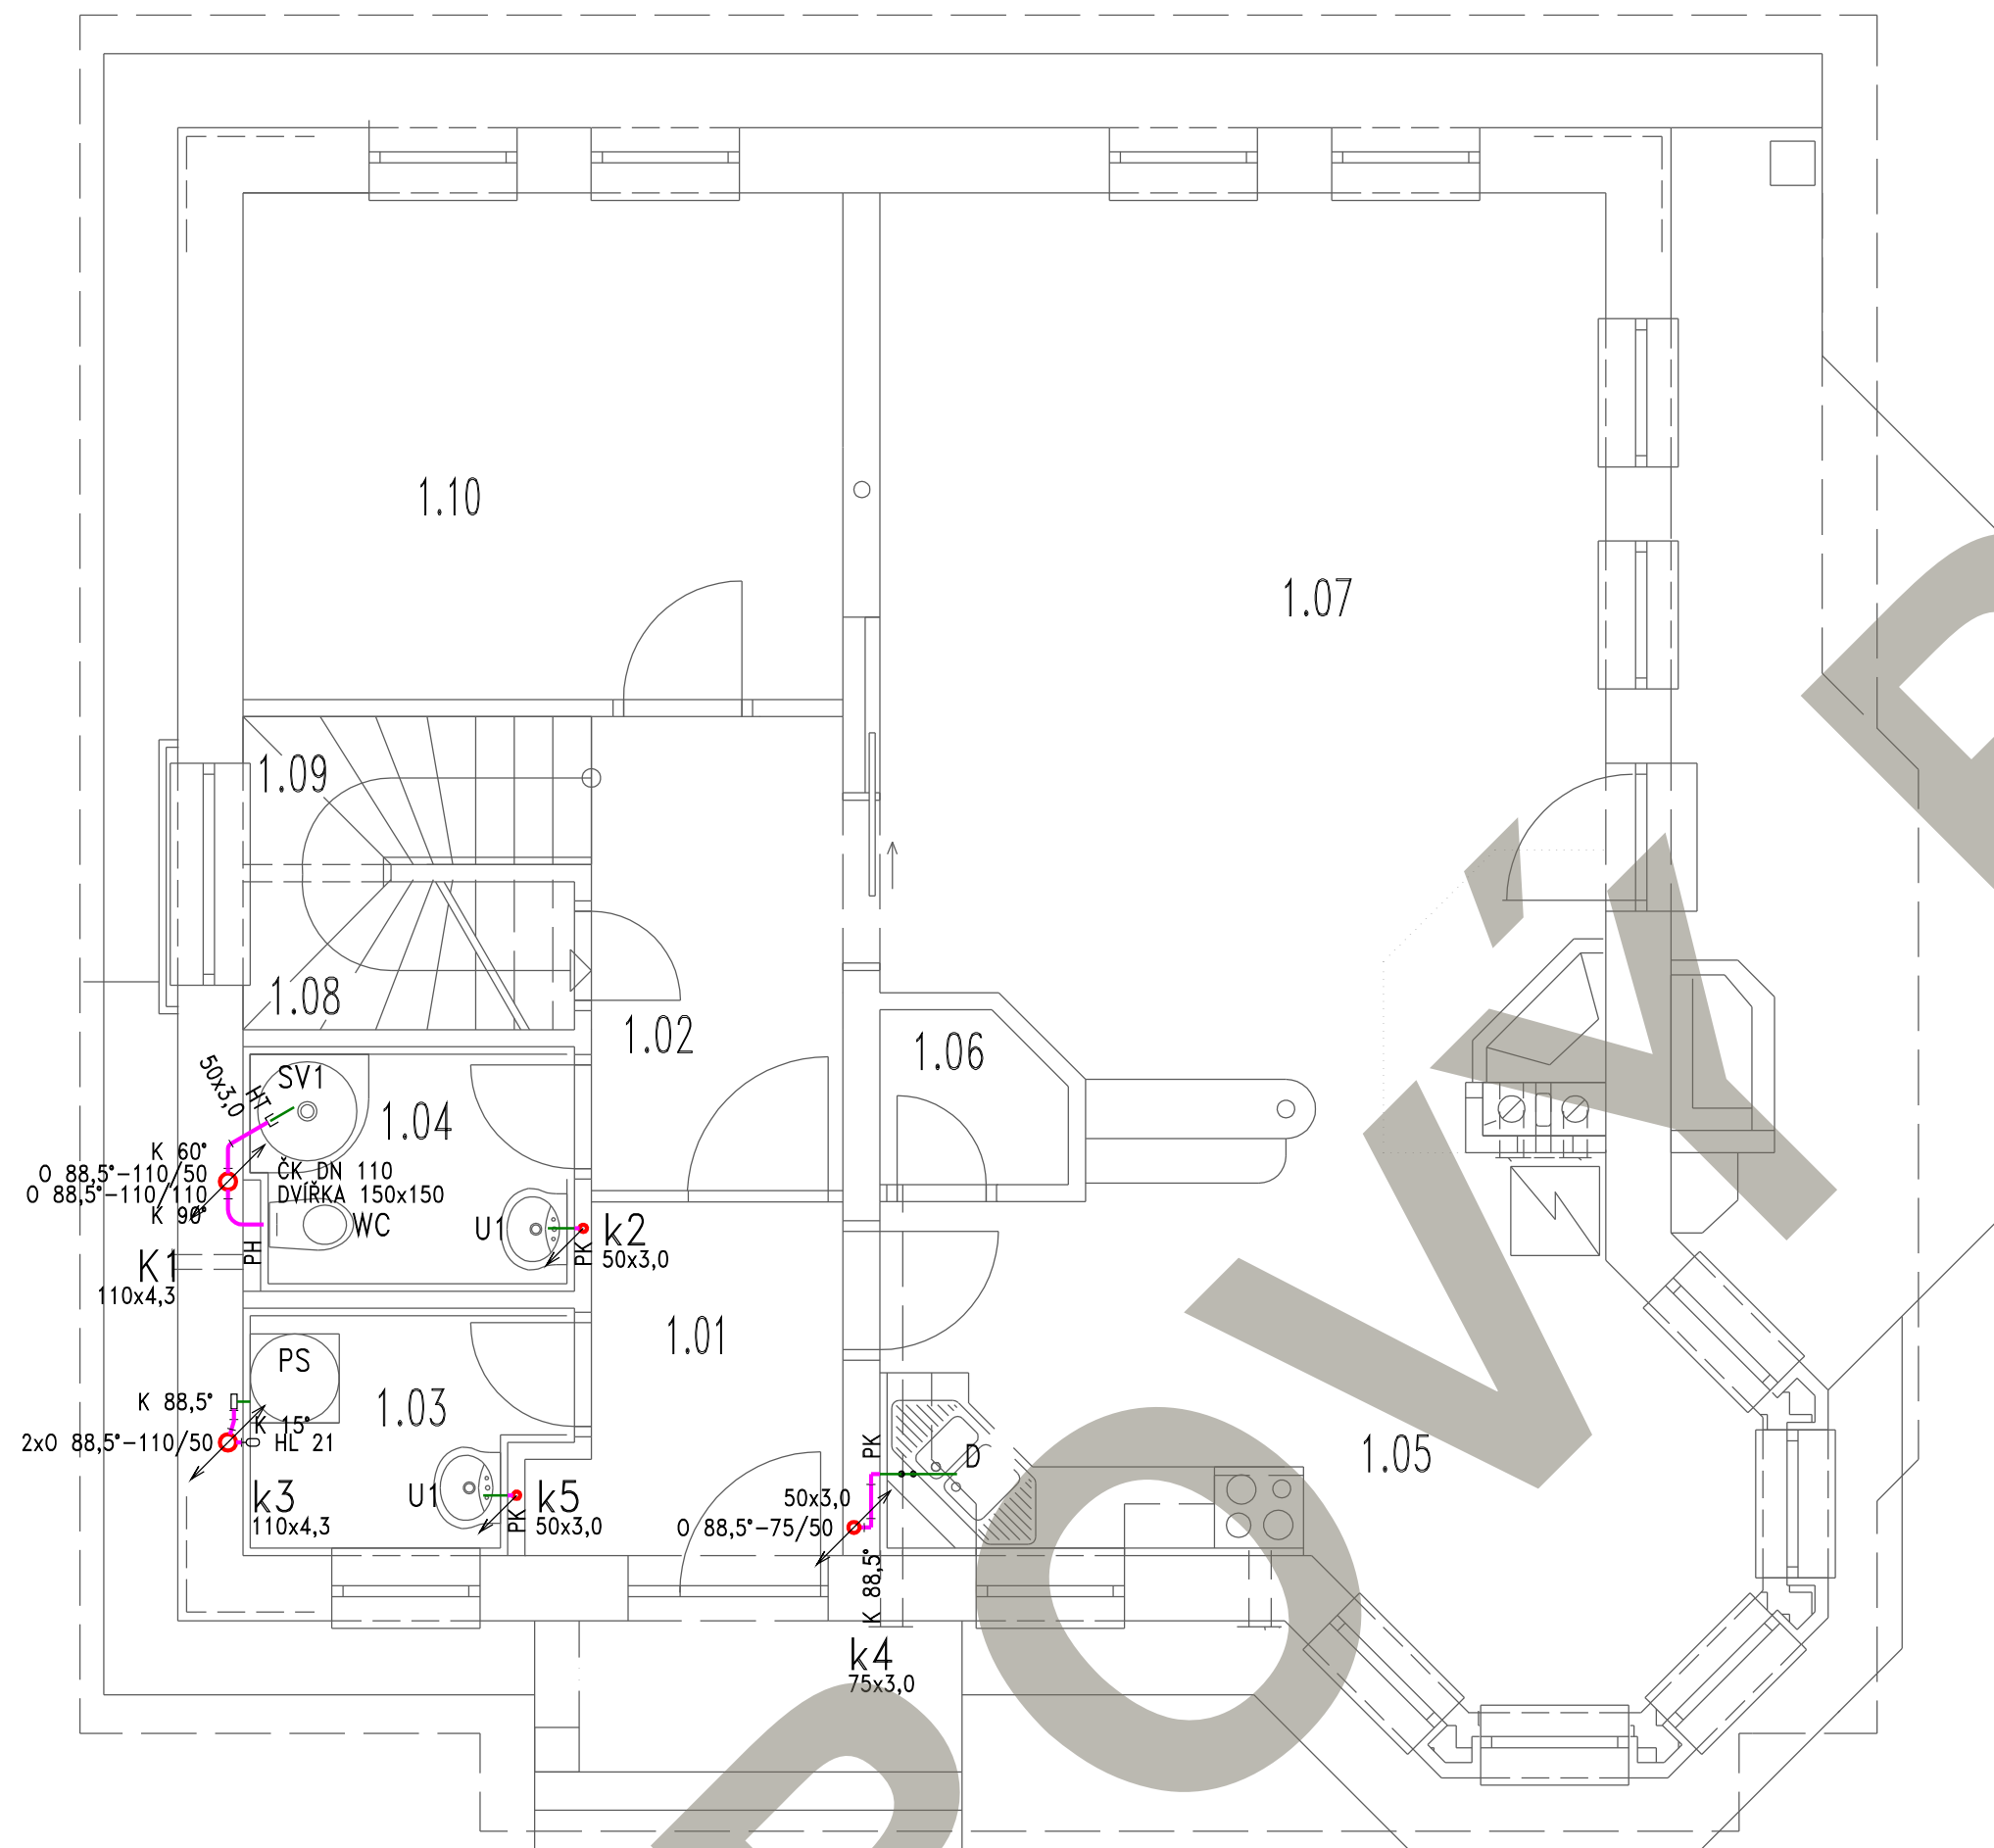 1.10
1.07
1.09
1.08
1.02
1.06
SV1
50x3,0
HT
1.04
K 60°
O 88,5°-110/50
O 88,5°-110/110
K 90°
ČK DN 110
DVÍŘKA 150x150
WC
PH
U1
PK
k2
50x3,0
K1
110x4,3
1.01
PS
1.03
K 88,5°
K 15°
2xO 88,5°-110/50
HL 21
k3
110x4,3
U1
PK
k5
50x3,0
PK
D
50x3,0
O 88,5°-75/50
K 88,5°
k4
75x3,0
1.05